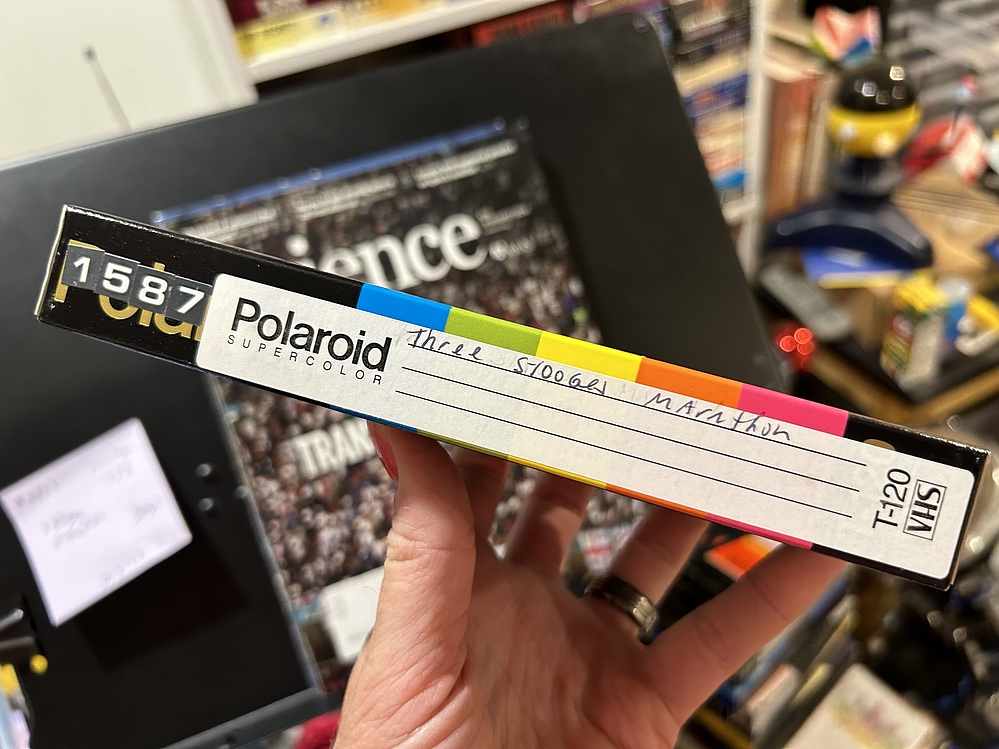 1587
Polaroid
SUPERCOLOR
three STOOGES MArAthon
T-120
VHS
ience
TRAN